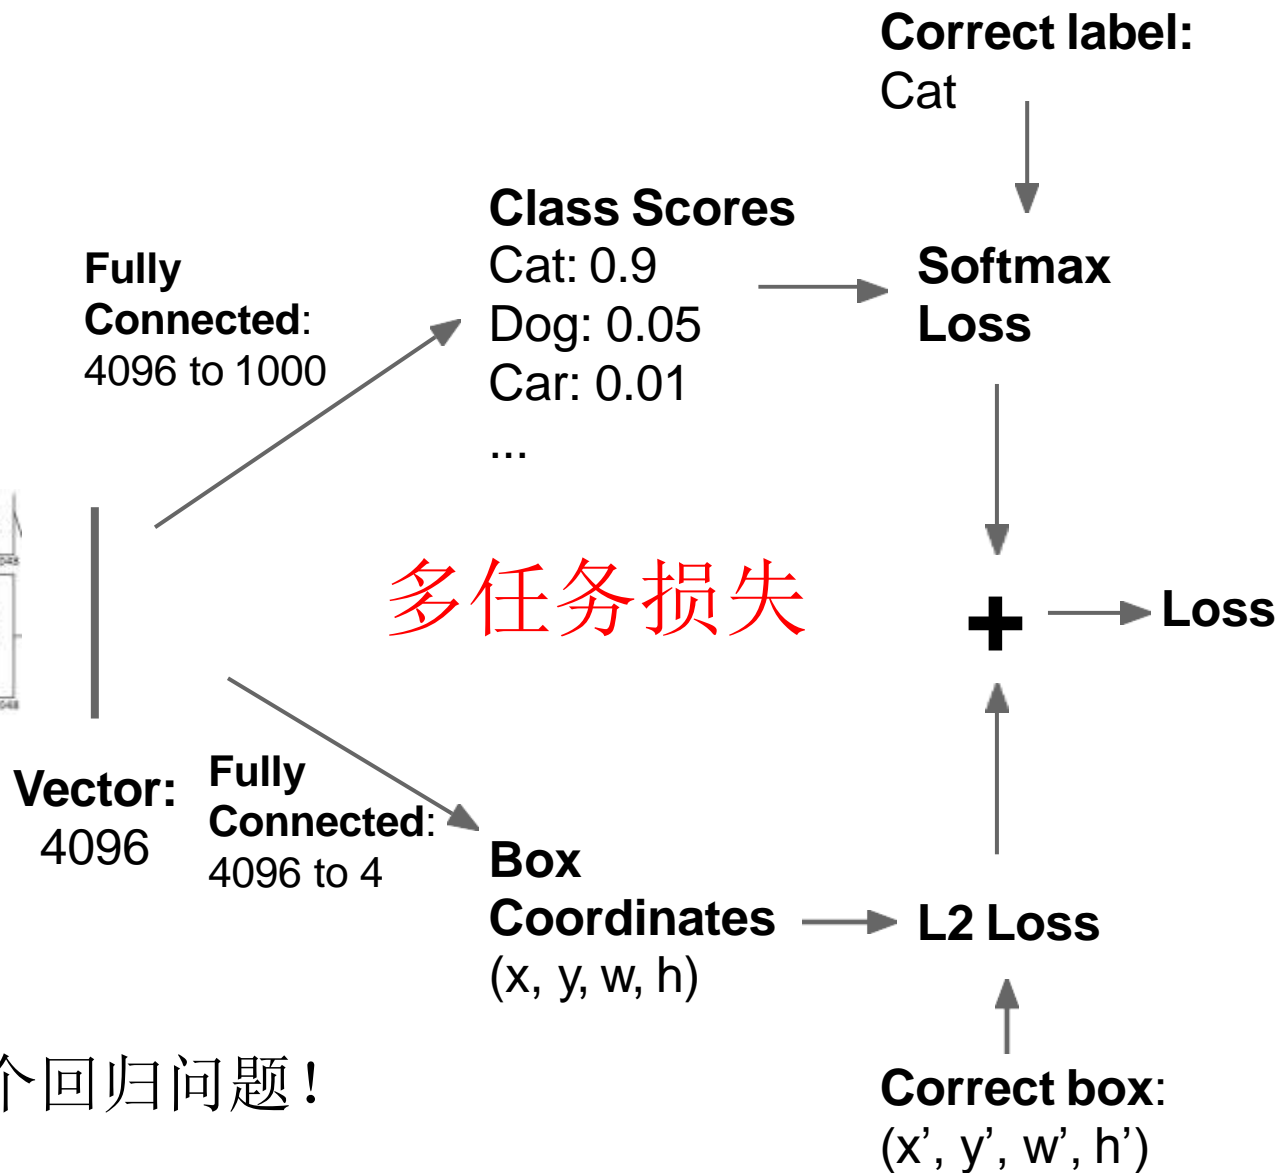 Correct label:
Cat
Class Scores
Cat: 0.9
Dog: 0.05
Car: 0.01
...
Softmax
Loss
Fully
Connected:
4096 to 1000
多任务损失
+
Loss
Vector:
4096
Fully
Connected:
4096 to 4
Box
Coordinates
(x, y, w, h)
L2 Loss
个回归问题！
Correct box:
(x’, y’, w’, h’)